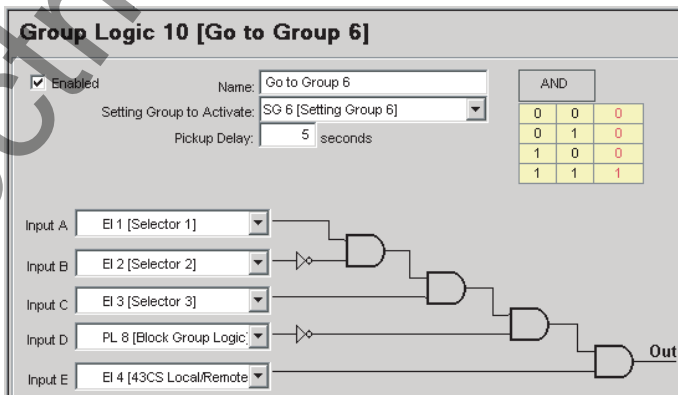 Group Logic 10 [Go to Group 6]
Enabled
Name: Go to Group 6
Setting Group to Activate: SG 6 [Setting Group 6]
Pickup Delay: 5 seconds
AND
0 0 0
0 1 0
1 0 0
1 1 1
Input A EI 1 [Selector 1]
Input B EI 2 [Selector 2]
Input C EI 3 [Selector 3]
Input D PL 8 [Block Group Logic]
Out
Input E EI 4 [43CS Local/Remote